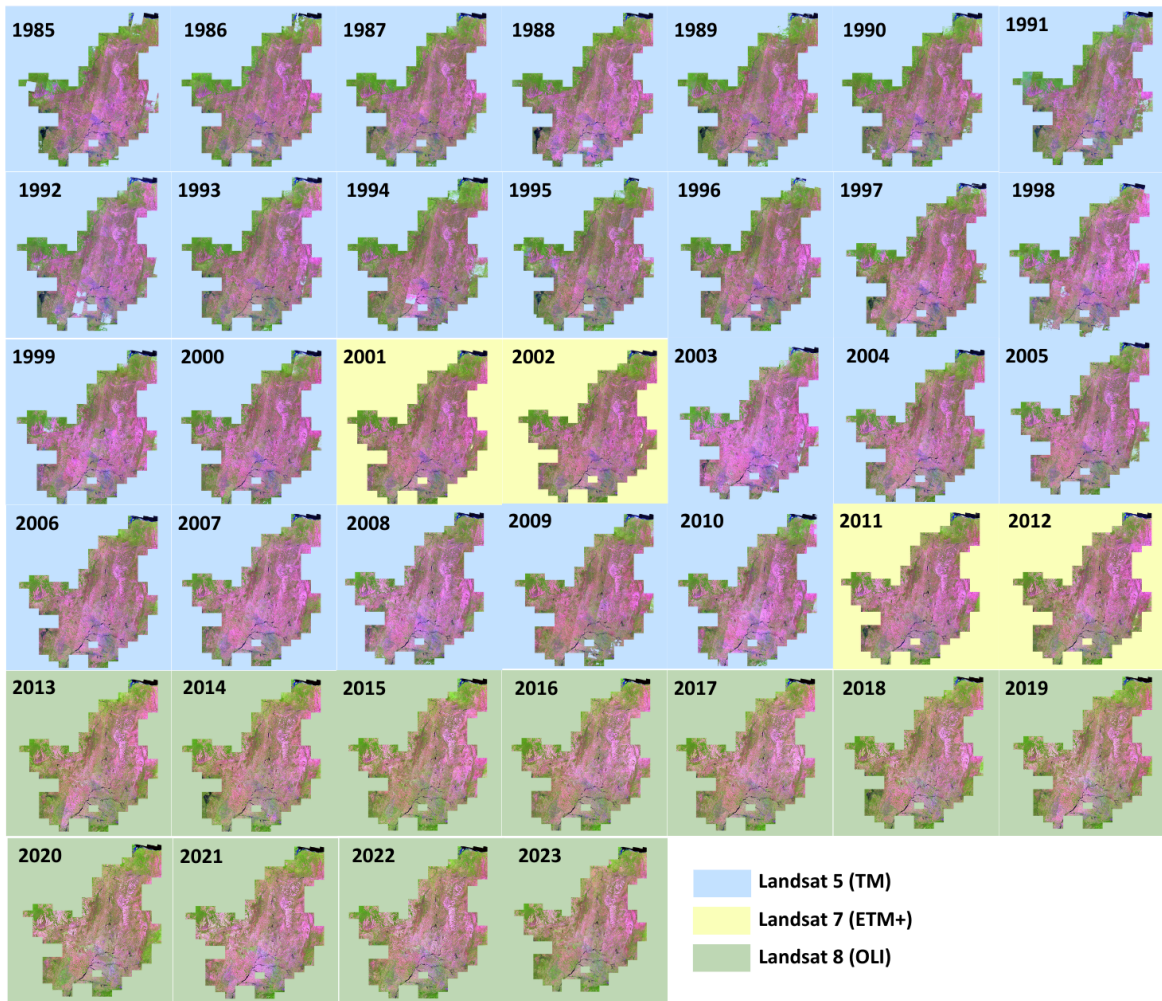 1985 1986 1987 1988 1989 1990 1991
1992 1993 1994 1995 1996 1997 1998
1999 2000 2001 2002 2003 2004 2005
2006 2007 2008 2009 2010 2011 2012
2013 2014 2015 2016 2017 2018 2019
2020 2021 2022 2023
Landsat 5 (TM)
Landsat 7 (ETM+)
Landsat 8 (OLI)